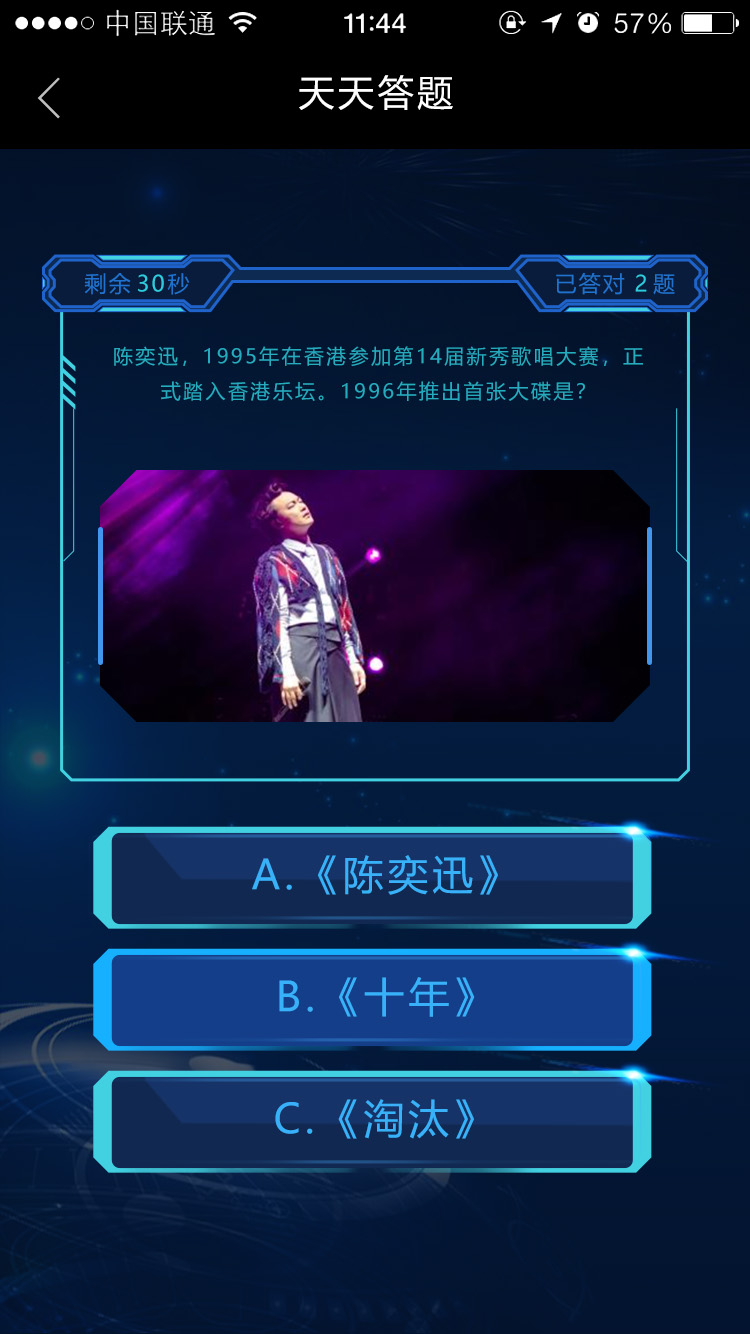 中国联通 11:44 57%
天天答题
剩余30秒 已答对 2 题
陈奕迅，1995年在香港参加第14届新秀歌唱大赛，正
式踏入香港乐坛。1996年推出首张大碟是?
A.《陈奕迅》
B.《十年》
C.《淘汰》